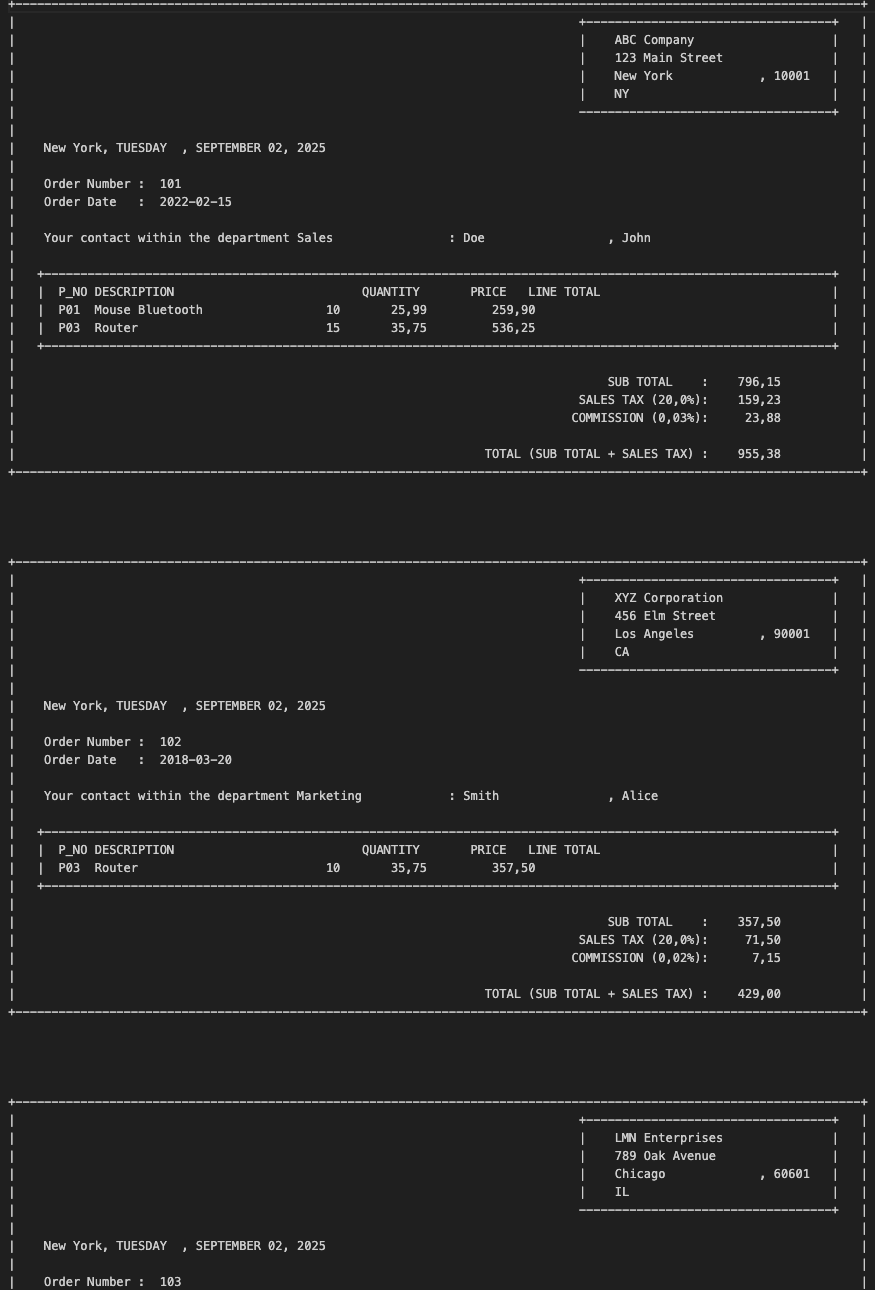 ABC Company
123 Main Street
New York            , 10001
NY
New York, TUESDAY  , SEPTEMBER 02, 2025
Order Number :  101
Order Date   :  2022-02-15
Your contact within the department Sales                : Doe                 , John
P_NO DESCRIPTION                          QUANTITY       PRICE   LINE TOTAL
P01  Mouse Bluetooth                 10       25,99         259,90
P03  Router                          15       35,75         536,25
SUB TOTAL    :    796,15
SALES TAX (20,0%):    159,23
COMMISSION (0,03%):     23,88
TOTAL (SUB TOTAL + SALES TAX) :    955,38
XYZ Corporation
456 Elm Street
Los Angeles         , 90001
CA
New York, TUESDAY  , SEPTEMBER 02, 2025
Order Number :  102
Order Date   :  2018-03-20
Your contact within the department Marketing            : Smith               , Alice
P_NO DESCRIPTION                          QUANTITY       PRICE   LINE TOTAL
P03  Router                          10       35,75         357,50
SUB TOTAL    :    357,50
SALES TAX (20,0%):     71,50
COMMISSION (0,02%):      7,15
TOTAL (SUB TOTAL + SALES TAX) :    429,00
LMN Enterprises
789 Oak Avenue
Chicago             , 60601
IL
New York, TUESDAY  , SEPTEMBER 02, 2025
Order Number :  103